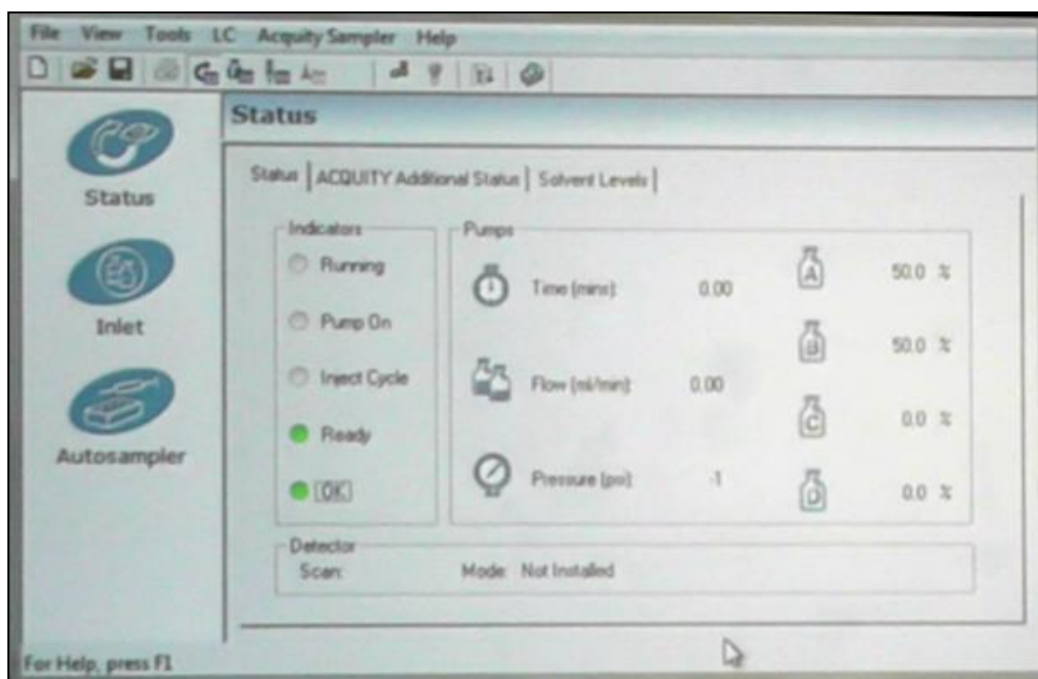 File View Tools LC Acquity Sampler Help
Status
Status
Inlet
Autosampler
Status ACQUITY Additional Status Solvent Levels
Indicators
Running
Pump On
Inject Cycle
Ready
OK
Pumps
Time (mins): 0.00
Flow (ml/min): 0.00
Pressure (psi): -1
A 50.0 %
B 50.0 %
C 0.0 %
D 0.0 %
Detector
Scan: Mode: Not Installed
For Help, press F1